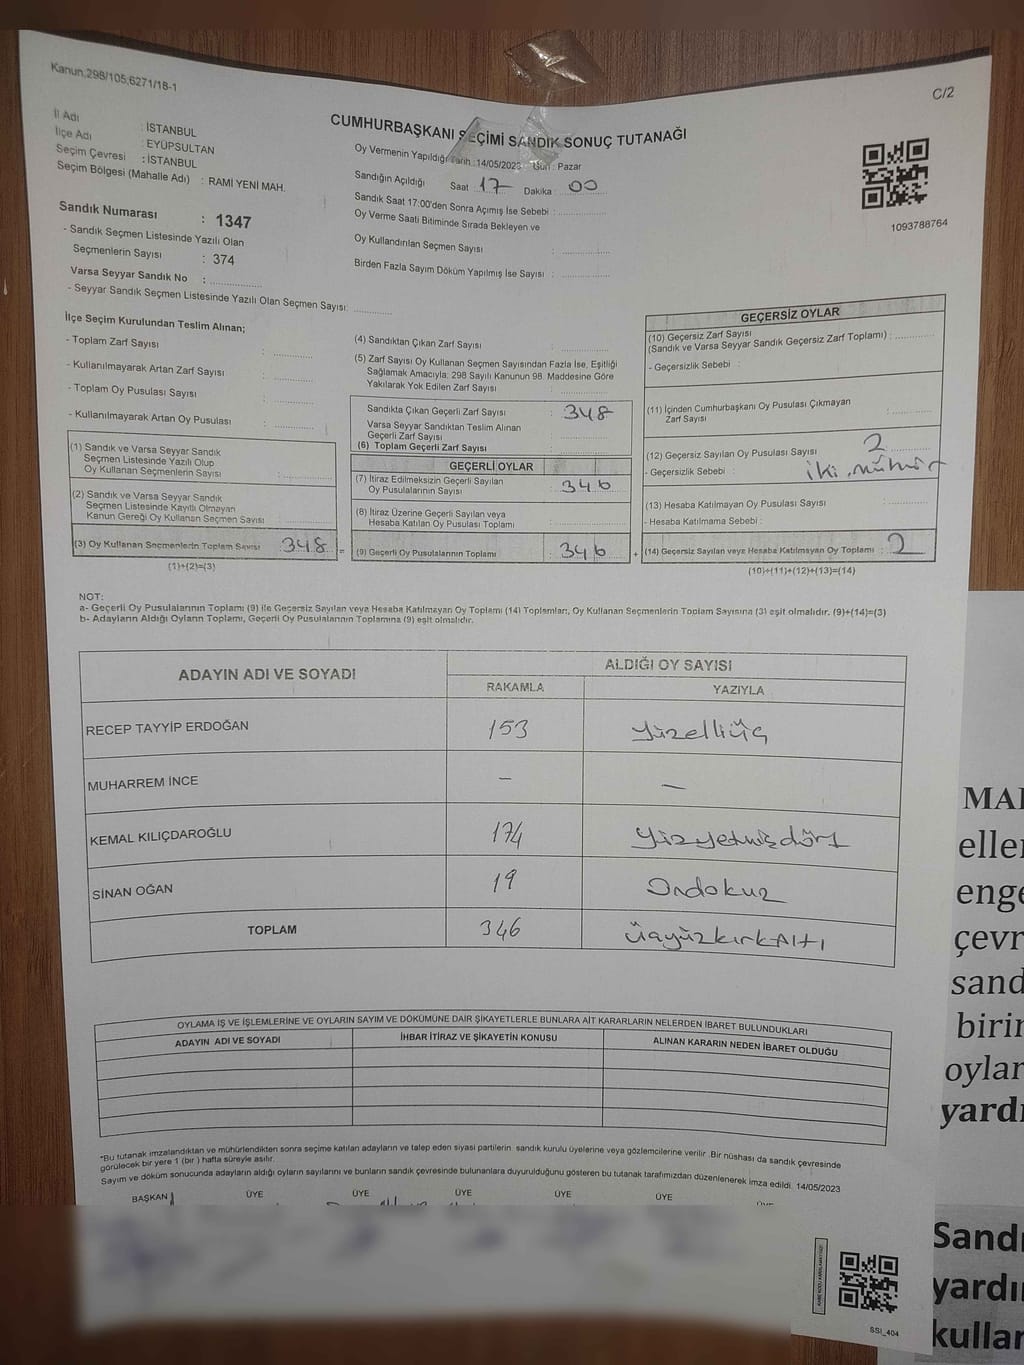 Kanun;298/105;6271/18-1
C/2
İl Adı : İSTANBUL
İlçe Adı : EYÜPSULTAN
Seçim Çevresi : İSTANBUL
Seçim Bölgesi (Mahalle Adı) : RAMİ YENİ MAH.
CUMHURBAŞKANI SEÇİMİ SANDIK SONUÇ TUTANAĞI
Oy Vermenin Yapıldığı Tarih :14/05/2023 Gün : Pazar
Sandığın Açıldığı Saat 17 Dakika : 00
Sandık Saat 17:00'den Sonra Açımış İse Sebebi :
Oy Verme Saati Bitiminde Sırada Bekleyen ve
Oy Kullandırılan Seçmen Sayısı :
Birden Fazla Sayım Döküm Yapılmış İse Sayısı :
1093788764
Sandık Numarası : 1347
- Sandık Seçmen Listesinde Yazılı Olan
Seçmenlerin Sayısı : 374
Varsa Seyyar Sandık No :
- Seyyar Sandık Seçmen Listesinde Yazılı Olan Seçmen Sayısı:
İlçe Seçim Kurulundan Teslim Alınan;
- Toplam Zarf Sayısı :
- Kullanılmayarak Artan Zarf Sayısı :
- Toplam Oy Pusulası Sayısı :
- Kullanılmayarak Artan Oy Pusulası :
(1) Sandık ve Varsa Seyyar Sandık
Seçmen Listesinde Yazılı Olup
Oy Kullanan Seçmenlerin Sayısı :
(2) Sandık ve Varsa Seyyar Sandık
Seçmen Listesinde Kayıtlı Olmayan
Kanun Gereği Oy Kullanan Seçmen Sayısı :
(3) Oy Kullanan Seçmenlerin Toplam Sayısı : 348 =
(1)+(2)=(3)
(4) Sandıktan Çıkan Zarf Sayısı :
(5) Zarf Sayısı Oy Kullanan Seçmen Sayısından Fazla İse, Eşitliği
Sağlamak Amacıyla; 298 Sayılı Kanunun 98. Maddesine Göre
Yakılarak Yok Edilen Zarf Sayısı :
Sandıkta Çıkan Geçerli Zarf Sayısı : 348
Varsa Seyyar Sandıktan Teslim Alınan
Geçerli Zarf Sayısı :
(6) Toplam Geçerli Zarf Sayısı :
GEÇERLİ OYLAR
(7) İtiraz Edilmeksizin Geçerli Sayılan
Oy Pusulalarının Sayısı : 346
(8) İtiraz Üzerine Geçerli Sayılan veya
Hesaba Katılan Oy Pusulası Toplamı :
(9) Geçerli Oy Pusulalarının Toplamı : 346 +
GEÇERSİZ OYLAR
(10) Geçersiz Zarf Sayısı
(Sandık ve Varsa Seyyar Sandık Geçersiz Zarf Toplamı) :
- Geçersizlik Sebebi :
(11) İçinden Cumhurbaşkanı Oy Pusulası Çıkmayan
Zarf Sayısı :
(12) Geçersiz Sayılan Oy Pusulası Sayısı : 2
- Geçersizlik Sebebi : iki mühür
(13) Hesaba Katılmayan Oy Pusulası Sayısı :
- Hesaba Katılmama Sebebi :
(14) Geçersiz Sayılan veya Hesaba Katılmayan Oy Toplamı : 2
(10)+(11)+(12)+(13)=(14)
NOT:
a- Geçerli Oy Pusulalarının Toplamı (9) ile Geçersiz Sayılan veya Hesaba Katılmayan Oy Toplamı (14) Toplamları, Oy Kullanan Seçmenlerin Toplam Sayısına (3) eşit olmalıdır. (9)+(14)=(3)
b- Adayların Aldığı Oyların Toplamı, Geçerli Oy Pusulalarının Toplamına (9) eşit olmalıdır.
ADAYIN ADI VE SOYADI ALDIĞI OY SAYISI
RAKAMLA YAZIYLA
RECEP TAYYİP ERDOĞAN 153 yüzelliüç
MUHARREM İNCE – –
KEMAL KILIÇDAROĞLU 174 yüzyetmişdört
SİNAN OĞAN 19 Ondokuz
TOPLAM 346 üçyüzkırkAltı
OYLAMA İŞ VE İŞLEMLERİNE VE OYLARIN SAYIM VE DÖKÜMÜNE DAİR ŞİKAYETLERLE BUNLARA AİT KARARLARIN NELERDEN İBARET BULUNDUKLARI
ADAYIN ADI VE SOYADI İHBAR İTİRAZ VE ŞİKAYETİN KONUSU ALINAN KARARIN NEDEN İBARET OLDUĞU
*Bu tutanak imzalandıktan ve mühürlendikten sonra seçime katılan adayların ve talep eden siyasi partilerin sandık kurulu üyelerine veya gözlemcilerine verilir. Bir nüshası da sandık çevresinde
görülecek bir yere 1 (bir) hafta süreyle asılır.
Sayım ve döküm sonucunda adayların aldığı oyların sayılarını ve bunların sandık çevresinde bulunanlara duyurulduğunu gösteren bu tutanak tarafımızdan düzenlenerek imza edildi. 14/05/2023
BAŞKAN ÜYE ÜYE ÜYE ÜYE ÜYE ÜYE
SSI_404
MA
eller
enge
çevr
sand
birin
oylar
yardı
Sandı
yardı
kullan